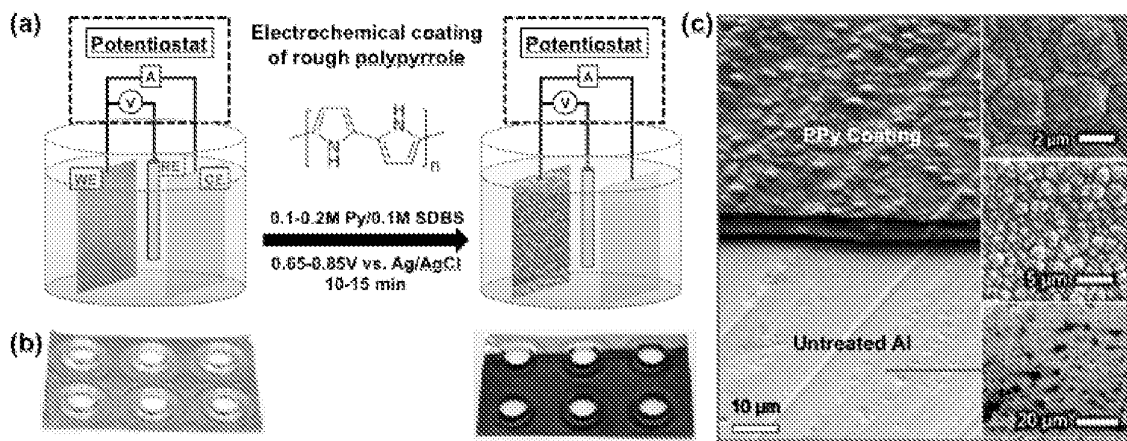 (a)
Potentiostat
A
V
WE
RE
CE
Electrochemical coating
of rough polypyrrole
H
N
N
H
n
0.1-0.2M Py/0.1M SDBS
0.65-0.85V vs. Ag/AgCl
10-15 min
Potentiostat
A
V
(b)
(c)
PPy Coating
Untreated Al
10 µm
2 µm
µm
20 µm